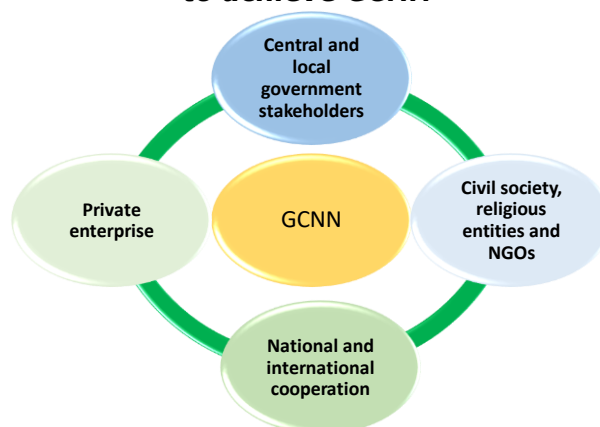 Central and
local
government
stakeholders
Private
enterprise
GCNN
Civil society,
religious
entities and
NGOs
National and
international
cooperation